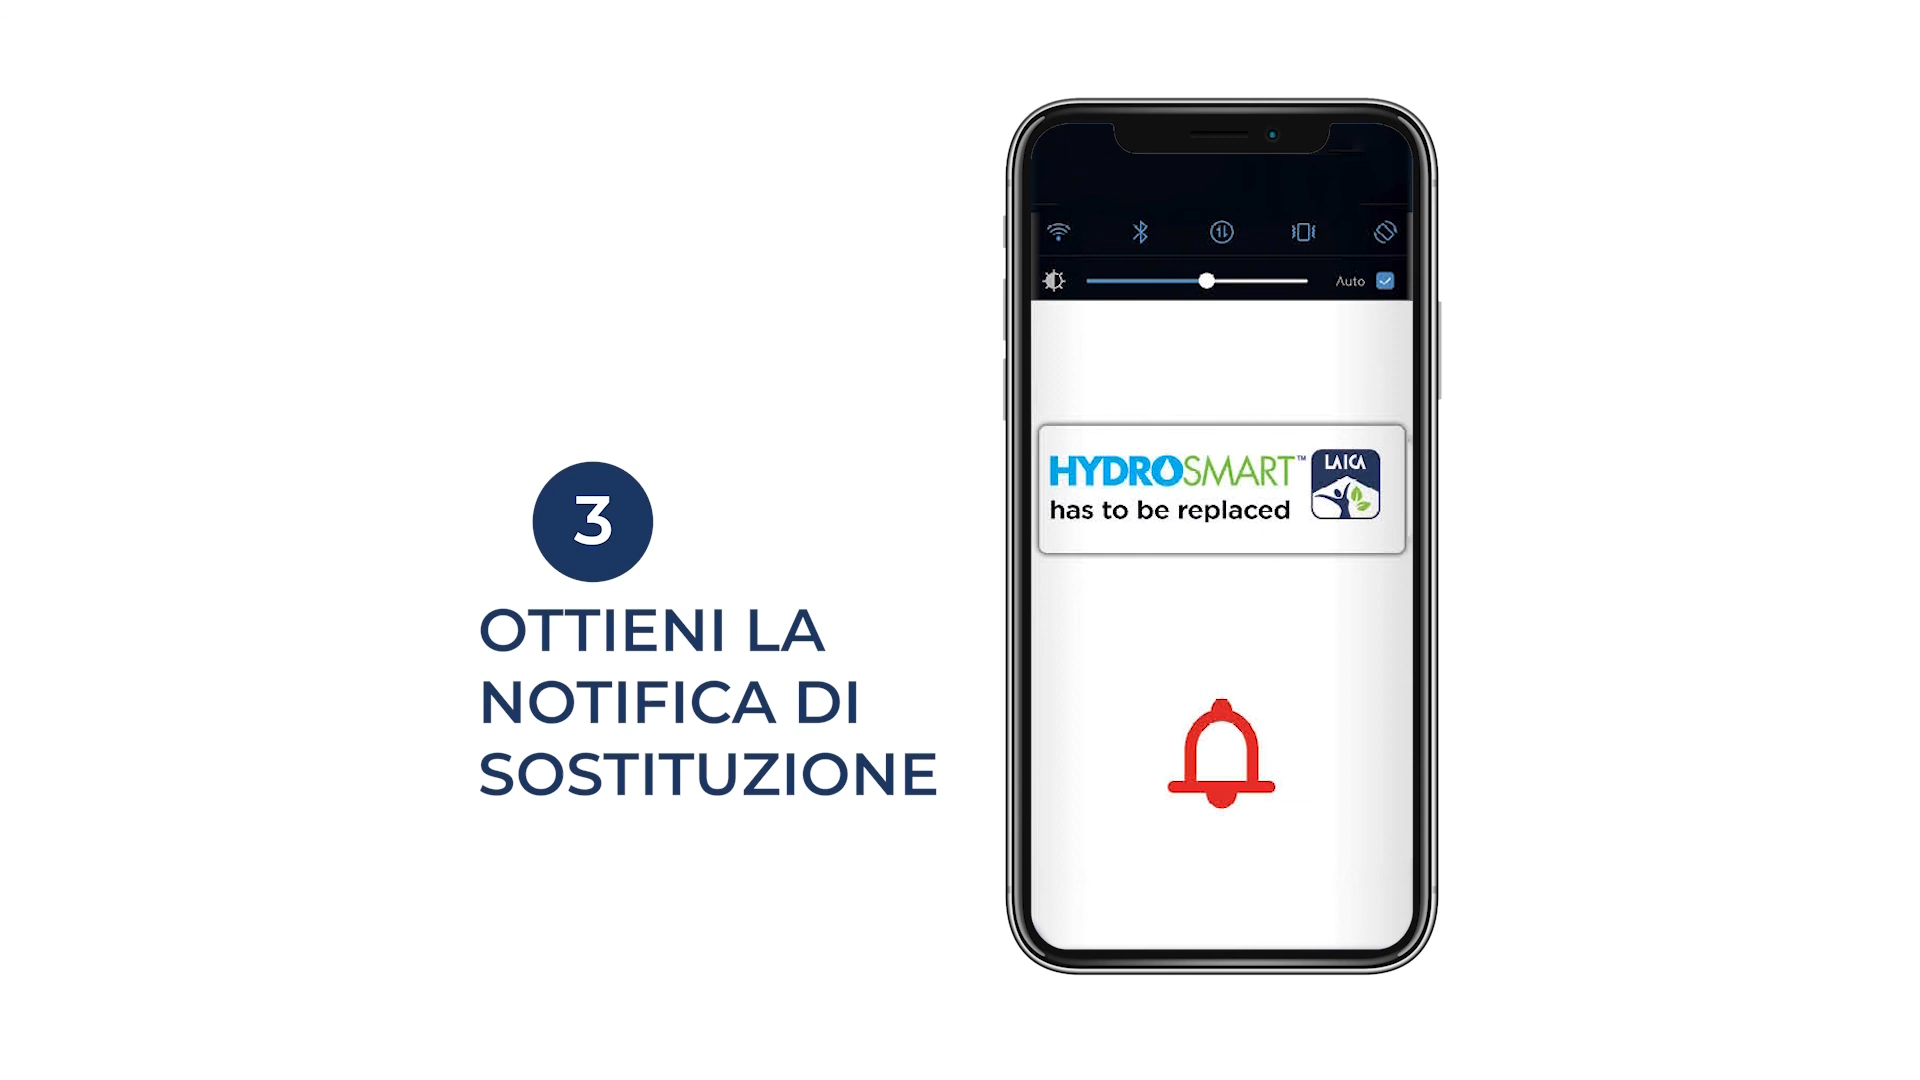 3
OTTIENI LA
NOTIFICA DI
SOSTITUZIONE
Auto
HYDROSMART™
LAICA
has to be replaced